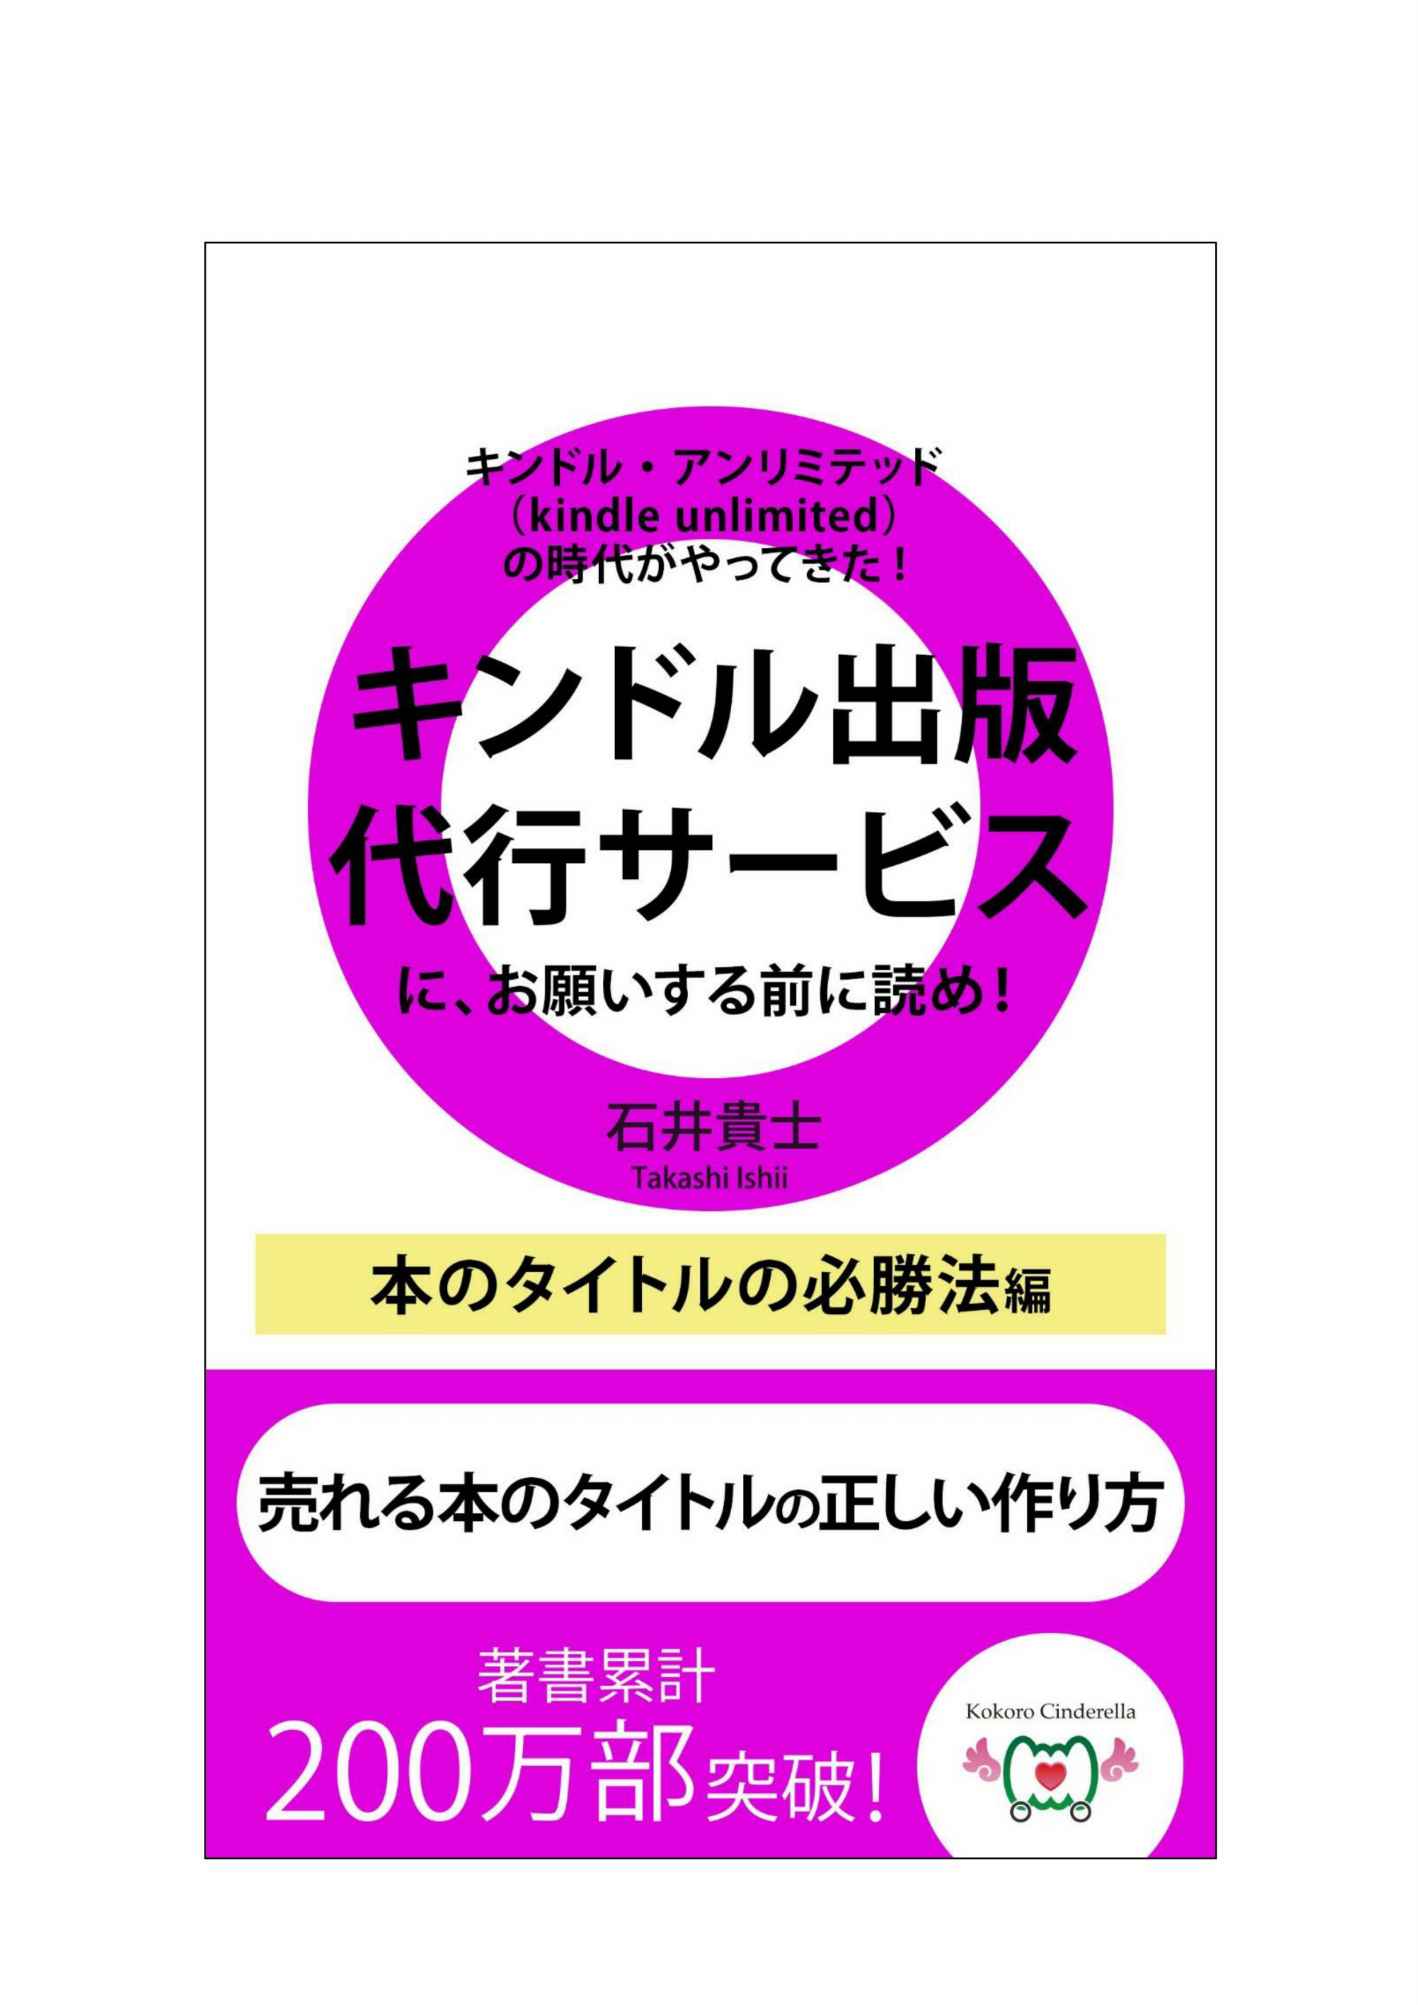 キンドル・アンリミテッド
（kindle unlimited）
の時代がやってきた！
キンドル出版
代行サービス
に、お願いする前に読め！
石井貴士
Takashi Ishii
本のタイトルの必勝法編
売れる本のタイトルの正しい作り方
著書累計
200万部突破！
Kokoro Cinderella